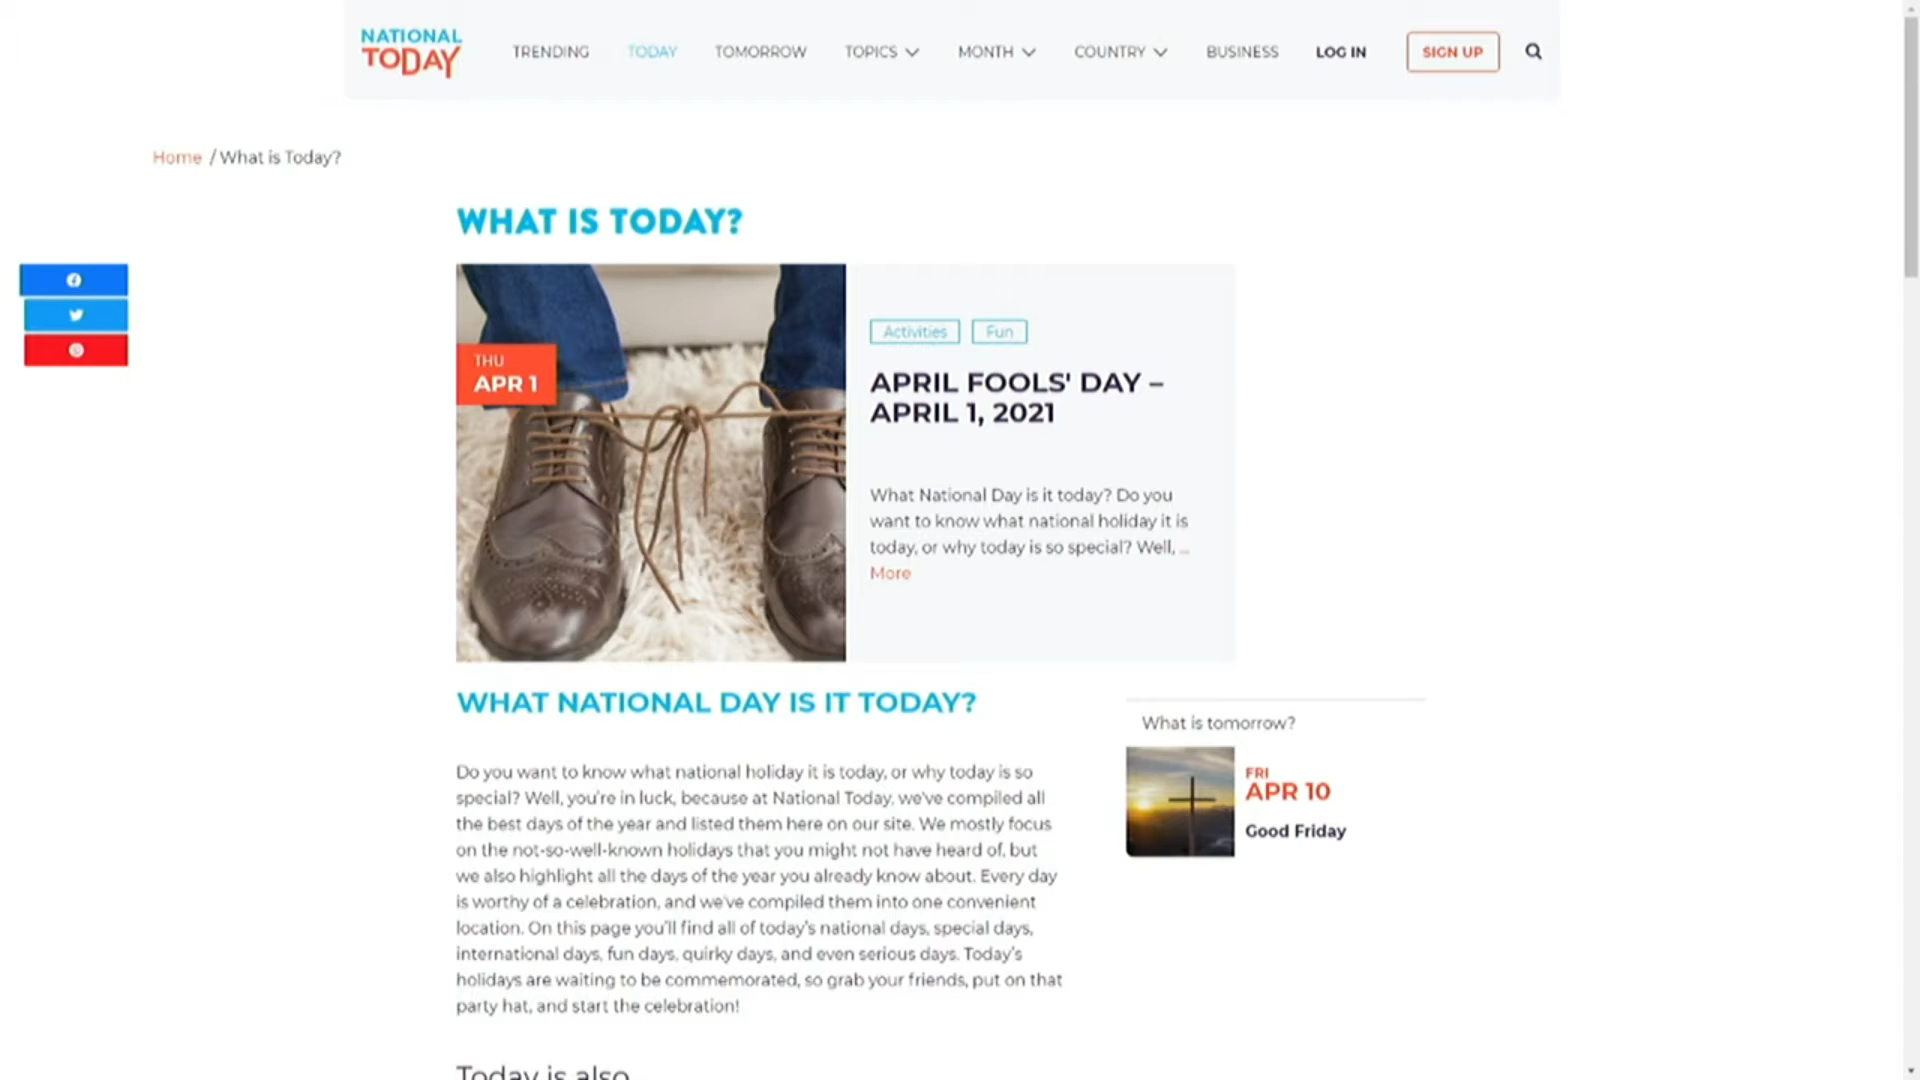 NATIONAL
TODAY
TRENDING
TODAY
TOMORROW
TOPICS
MONTH
COUNTRY
BUSINESS
LOG IN
SIGN UP
Home / What is Today?
WHAT IS TODAY?
THU
APR 1
Activities
Fun
APRIL FOOLS' DAY –
APRIL 1, 2021
What National Day is it today? Do you
want to know what national holiday it is
today, or why today is so special? Well, ...
More
WHAT NATIONAL DAY IS IT TODAY?
Do you want to know what national holiday it is today, or why today is so
special? Well, you're in luck, because at National Today, we've compiled all
the best days of the year and listed them here on our site. We mostly focus
on the not-so-well-known holidays that you might not have heard of, but
we also highlight all the days of the year you already know about. Every day
is worthy of a celebration, and we've compiled them into one convenient
location. On this page you'll find all of today's national days, special days,
international days, fun days, quirky days, and even serious days. Today's
holidays are waiting to be commemorated, so grab your friends, put on that
party hat, and start the celebration!
What is tomorrow?
FRI
APR 10
Good Friday
Today is also